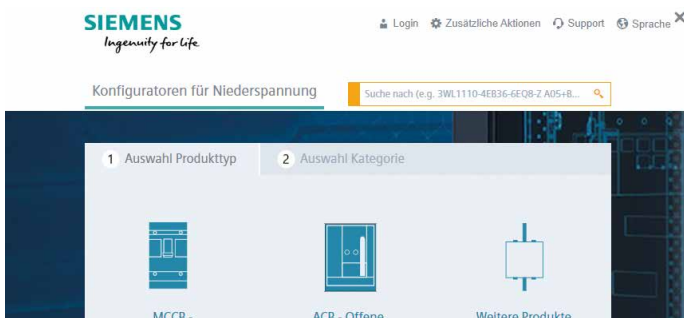 SIEMENS
Ingenuity for life
Login Zusätzliche Aktionen Support Sprache
Konfiguratoren für Niederspannung
Suche nach (e.g. 3WL1110-4EB36-6EQ8-Z A05+B...
1 Auswahl Produkttyp 2 Auswahl Kategorie
MCCB - ACB - Offene Weitere Produkte